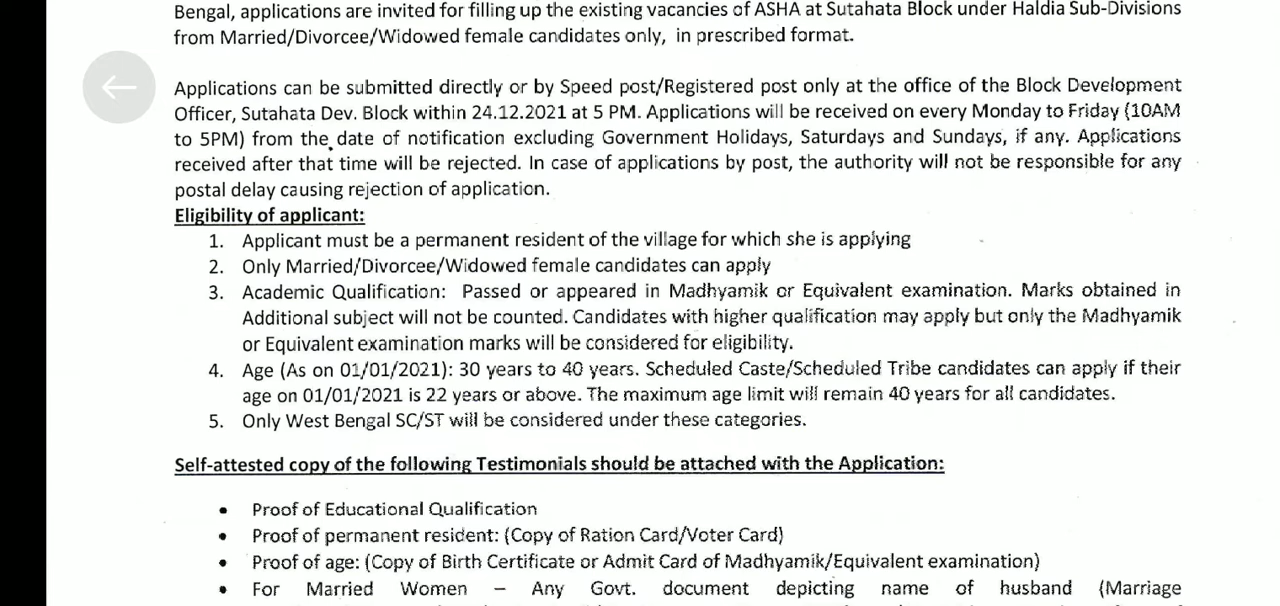 Bengal, applications are invited for filling up the existing vacancies of ASHA at Sutahata Block under Haldia Sub-Divisions
from Married/Divorcee/Widowed female candidates only, in prescribed format.
Applications can be submitted directly or by Speed post/Registered post only at the office of the Block Development
Officer, Sutahata Dev. Block within 24.12.2021 at 5 PM. Applications will be received on every Monday to Friday (10AM
to 5PM) from the date of notification excluding Government Holidays, Saturdays and Sundays, if any. Applications
received after that time will be rejected. In case of applications by post, the authority will not be responsible for any
postal delay causing rejection of application.
Eligibility of applicant:
1. Applicant must be a permanent resident of the village for which she is applying
2. Only Married/Divorcee/Widowed female candidates can apply
3. Academic Qualification: Passed or appeared in Madhyamik or Equivalent examination. Marks obtained in
Additional subject will not be counted. Candidates with higher qualification may apply but only the Madhyamik
or Equivalent examination marks will be considered for eligibility.
4. Age (As on 01/01/2021): 30 years to 40 years. Scheduled Caste/Scheduled Tribe candidates can apply if their
age on 01/01/2021 is 22 years or above. The maximum age limit will remain 40 years for all candidates.
5. Only West Bengal SC/ST will be considered under these categories.
Self-attested copy of the following Testimonials should be attached with the Application:
• Proof of Educational Qualification
• Proof of permanent resident: (Copy of Ration Card/Voter Card)
• Proof of age: (Copy of Birth Certificate or Admit Card of Madhyamik/Equivalent examination)
• For Married Women – Any Govt. document depicting name of husband (Marriage